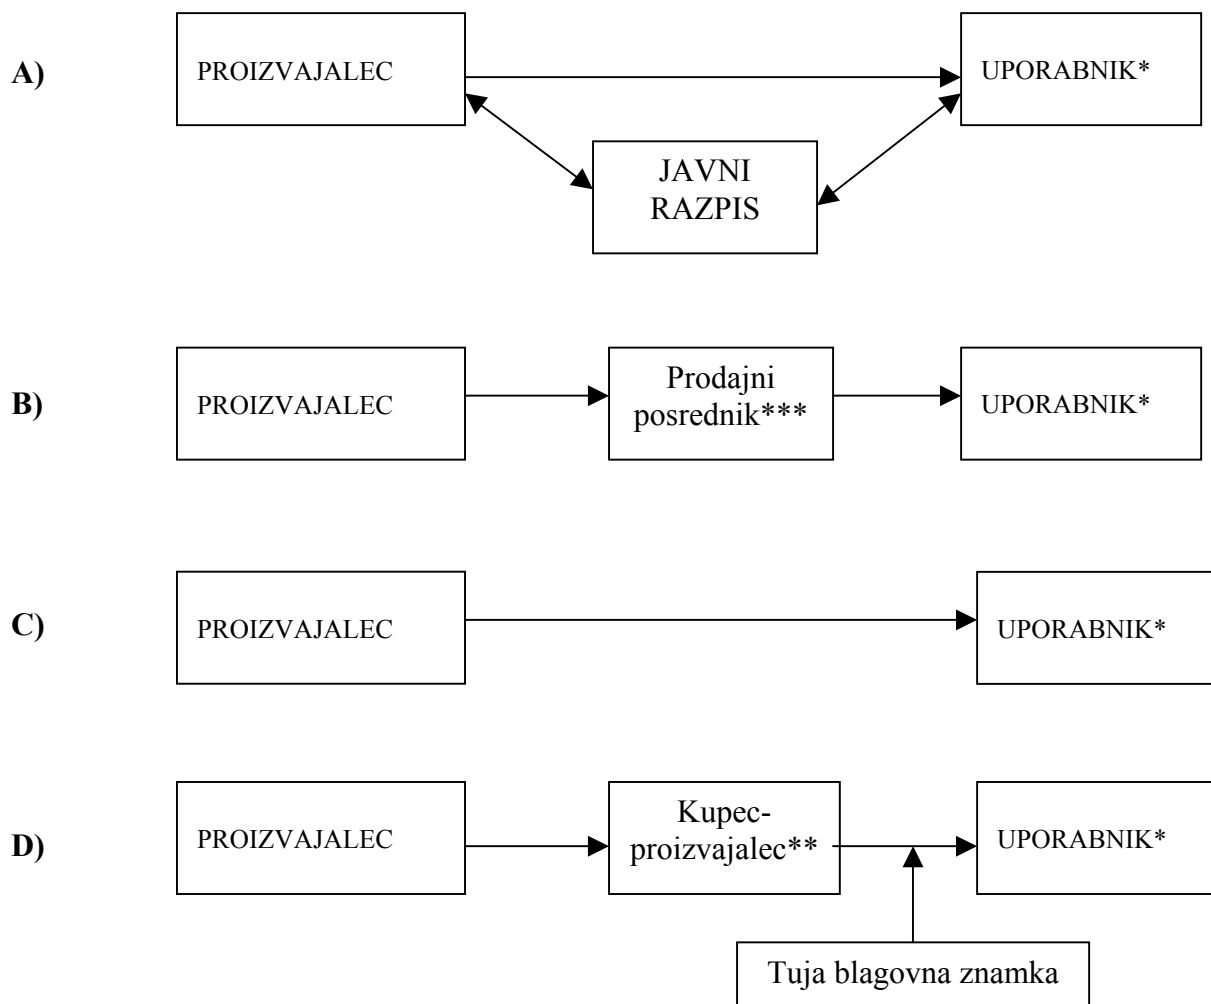 A)
PROIZVAJALEC
UPORABNIK*
JAVNI
RAZPIS
B)
PROIZVAJALEC
Prodajni
posrednik***
UPORABNIK*
C)
PROIZVAJALEC
UPORABNIK*
D)
PROIZVAJALEC
Kupec-
proizvajalec**
UPORABNIK*
Tuja blagovna znamka